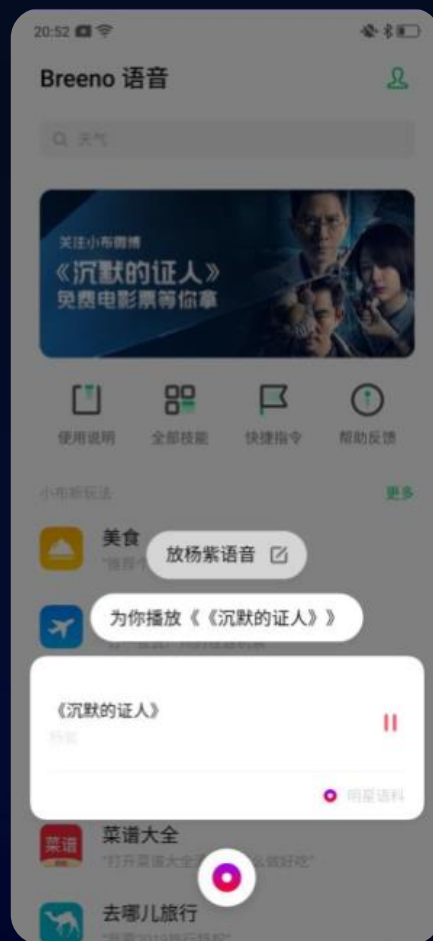 20:52
Breeno 语音
天气
关注小布微博
《沉默的证人》
免费电影票等你拿
使用说明
全部技能
快捷指令
帮助反馈
小布新玩法
更多
美食
放杨紫语音
为你播放《《沉默的证人》》
《沉默的证人》
杨紫
明星语料
菜谱
菜谱大全
去哪儿旅行